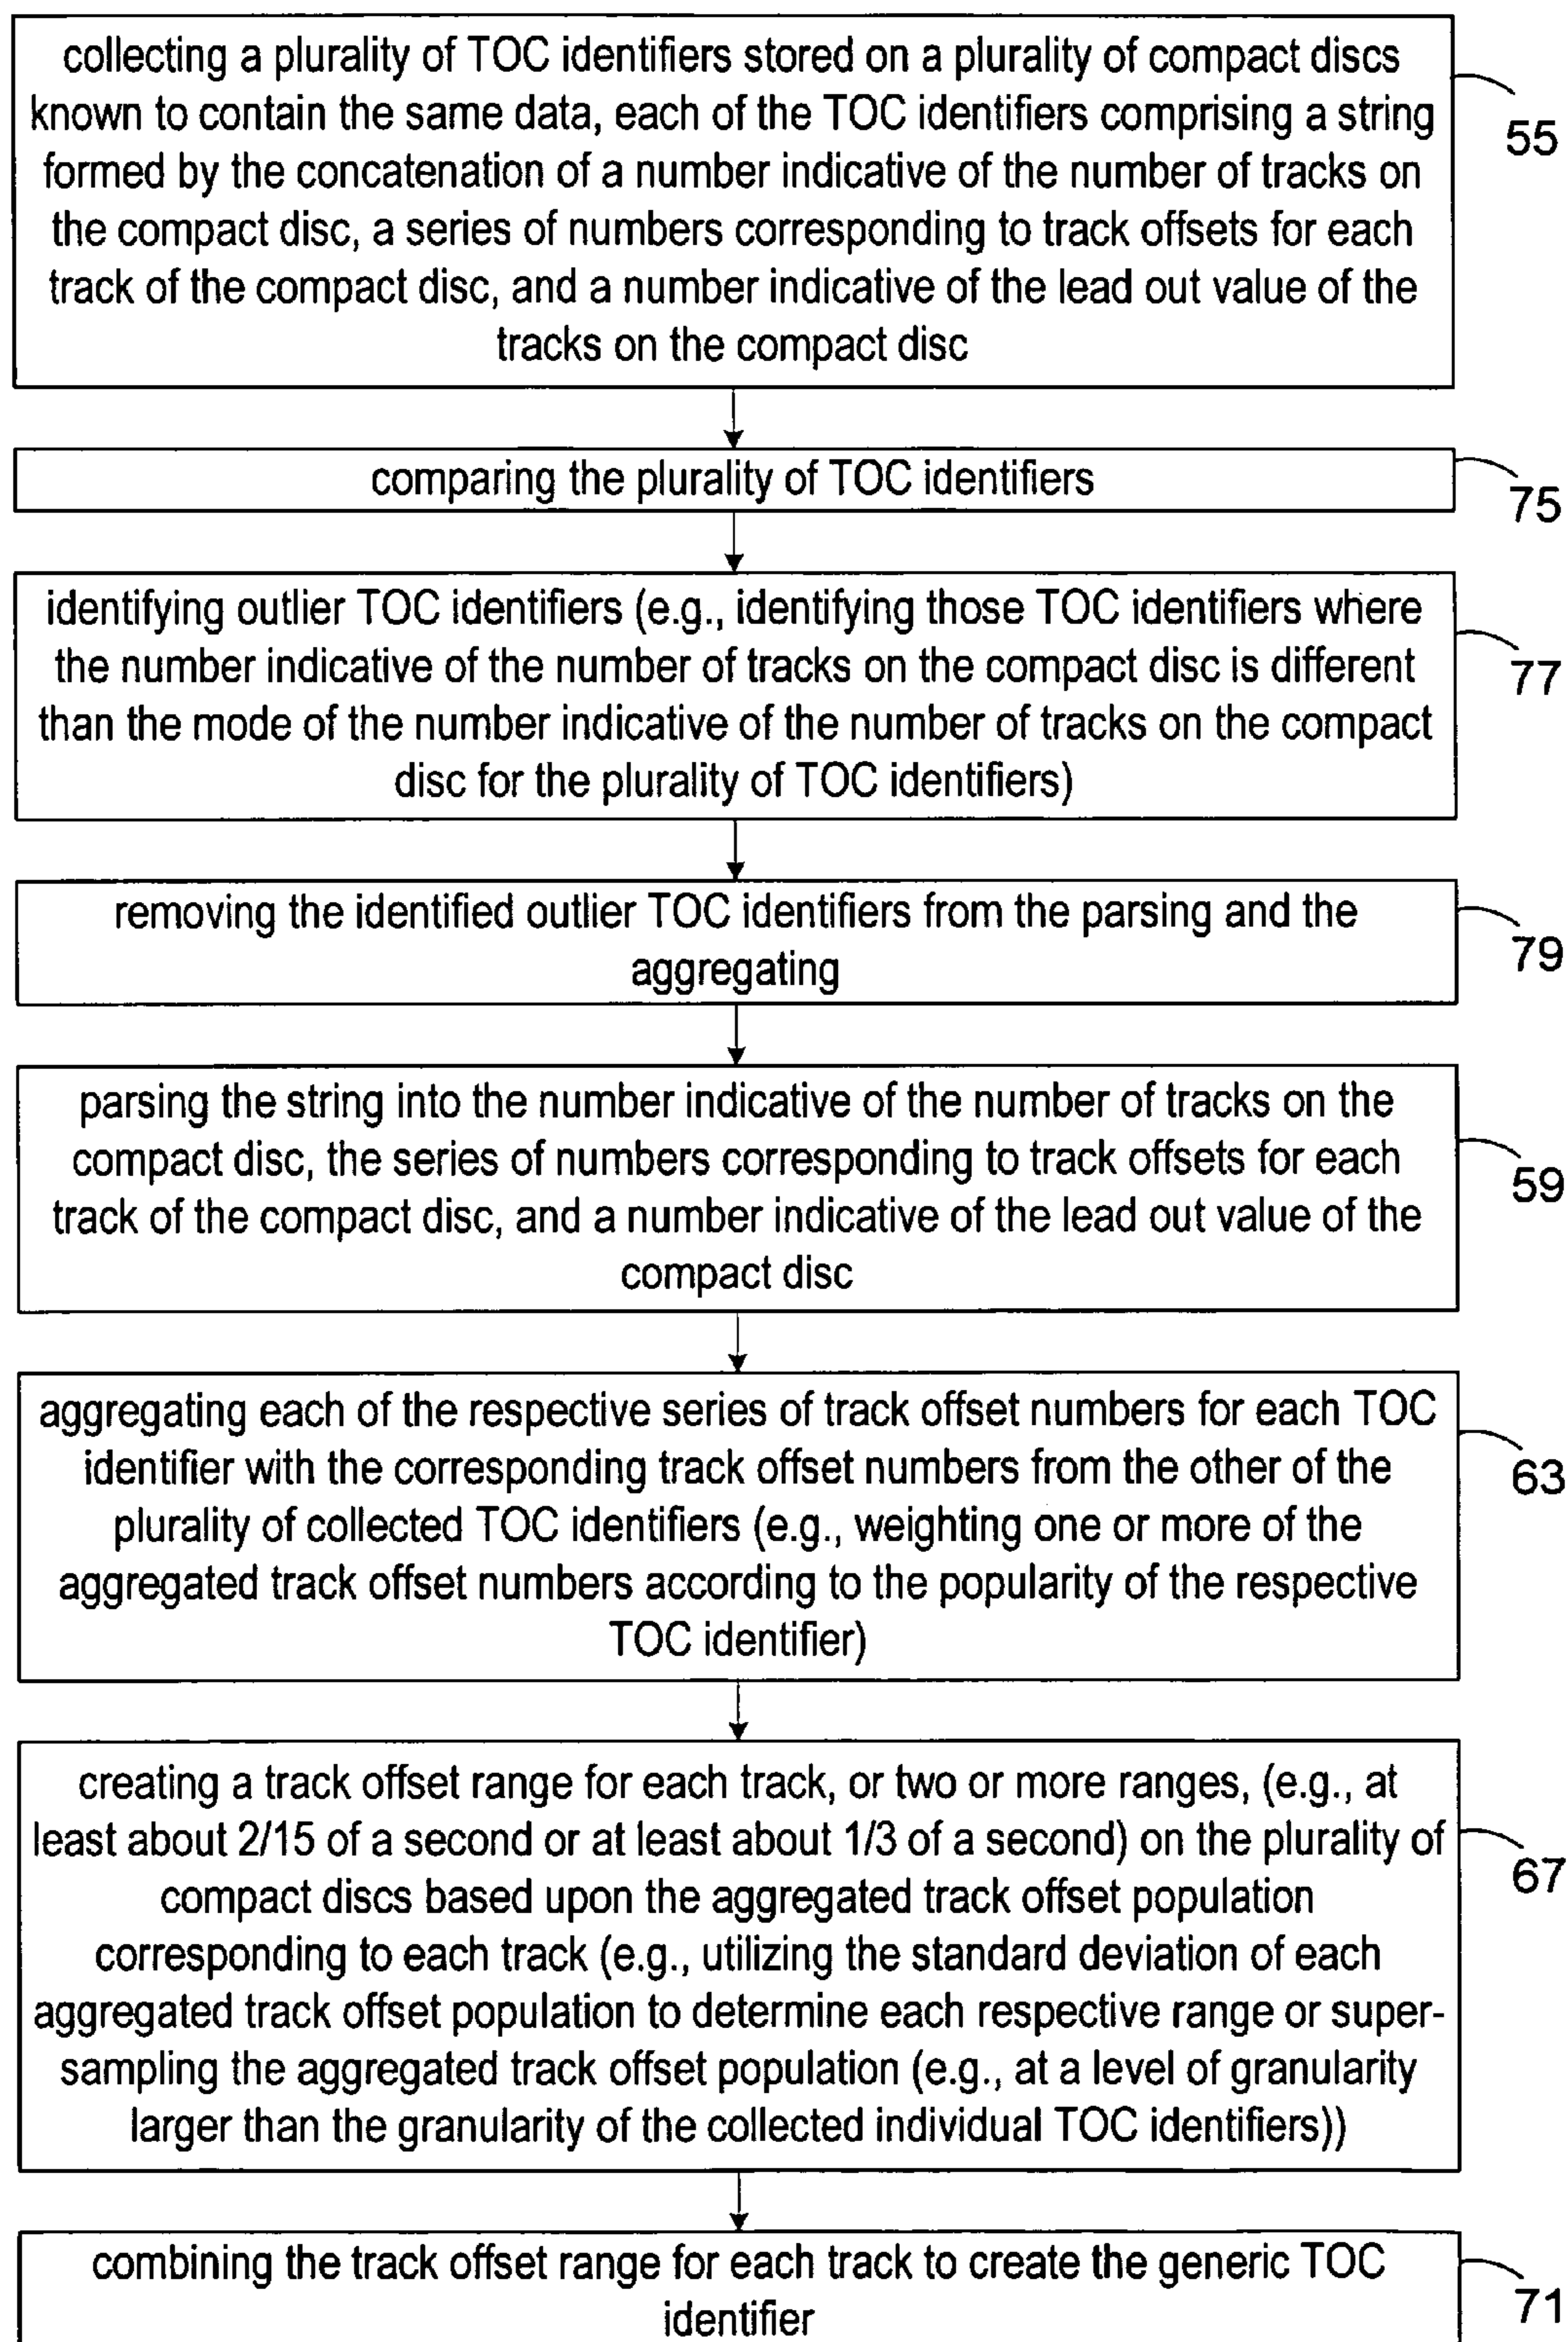 collecting a plurality of TOC identifiers stored on a plurality of compact discs
known to contain the same data, each of the TOC identifiers comprising a string
formed by the concatenation of a number indicative of the number of tracks on
the compact disc, a series of numbers corresponding to track offsets for each
track of the compact disc, and a number indicative of the lead out value of the
tracks on the compact disc
55
comparing the plurality of TOC identifiers
75
identifying outlier TOC identifiers (e.g., identifying those TOC identifiers where
the number indicative of the number of tracks on the compact disc is different
than the mode of the number indicative of the number of tracks on the compact
disc for the plurality of TOC identifiers)
77
removing the identified outlier TOC identifiers from the parsing and the
aggregating
79
parsing the string into the number indicative of the number of tracks on the
compact disc, the series of numbers corresponding to track offsets for each
track of the compact disc, and a number indicative of the lead out value of the
compact disc
59
aggregating each of the respective series of track offset numbers for each TOC
identifier with the corresponding track offset numbers from the other of the
plurality of collected TOC identifiers (e.g., weighting one or more of the
aggregated track offset numbers according to the popularity of the respective
TOC identifier)
63
creating a track offset range for each track, or two or more ranges, (e.g., at
least about 2/15 of a second or at least about 1/3 of a second) on the plurality of
compact discs based upon the aggregated track offset population
corresponding to each track (e.g., utilizing the standard deviation of each
aggregated track offset population to determine each respective range or super-
sampling the aggregated track offset population (e.g., at a level of granularity
larger than the granularity of the collected individual TOC identifiers))
67
combining the track offset range for each track to create the generic TOC
identifier
71